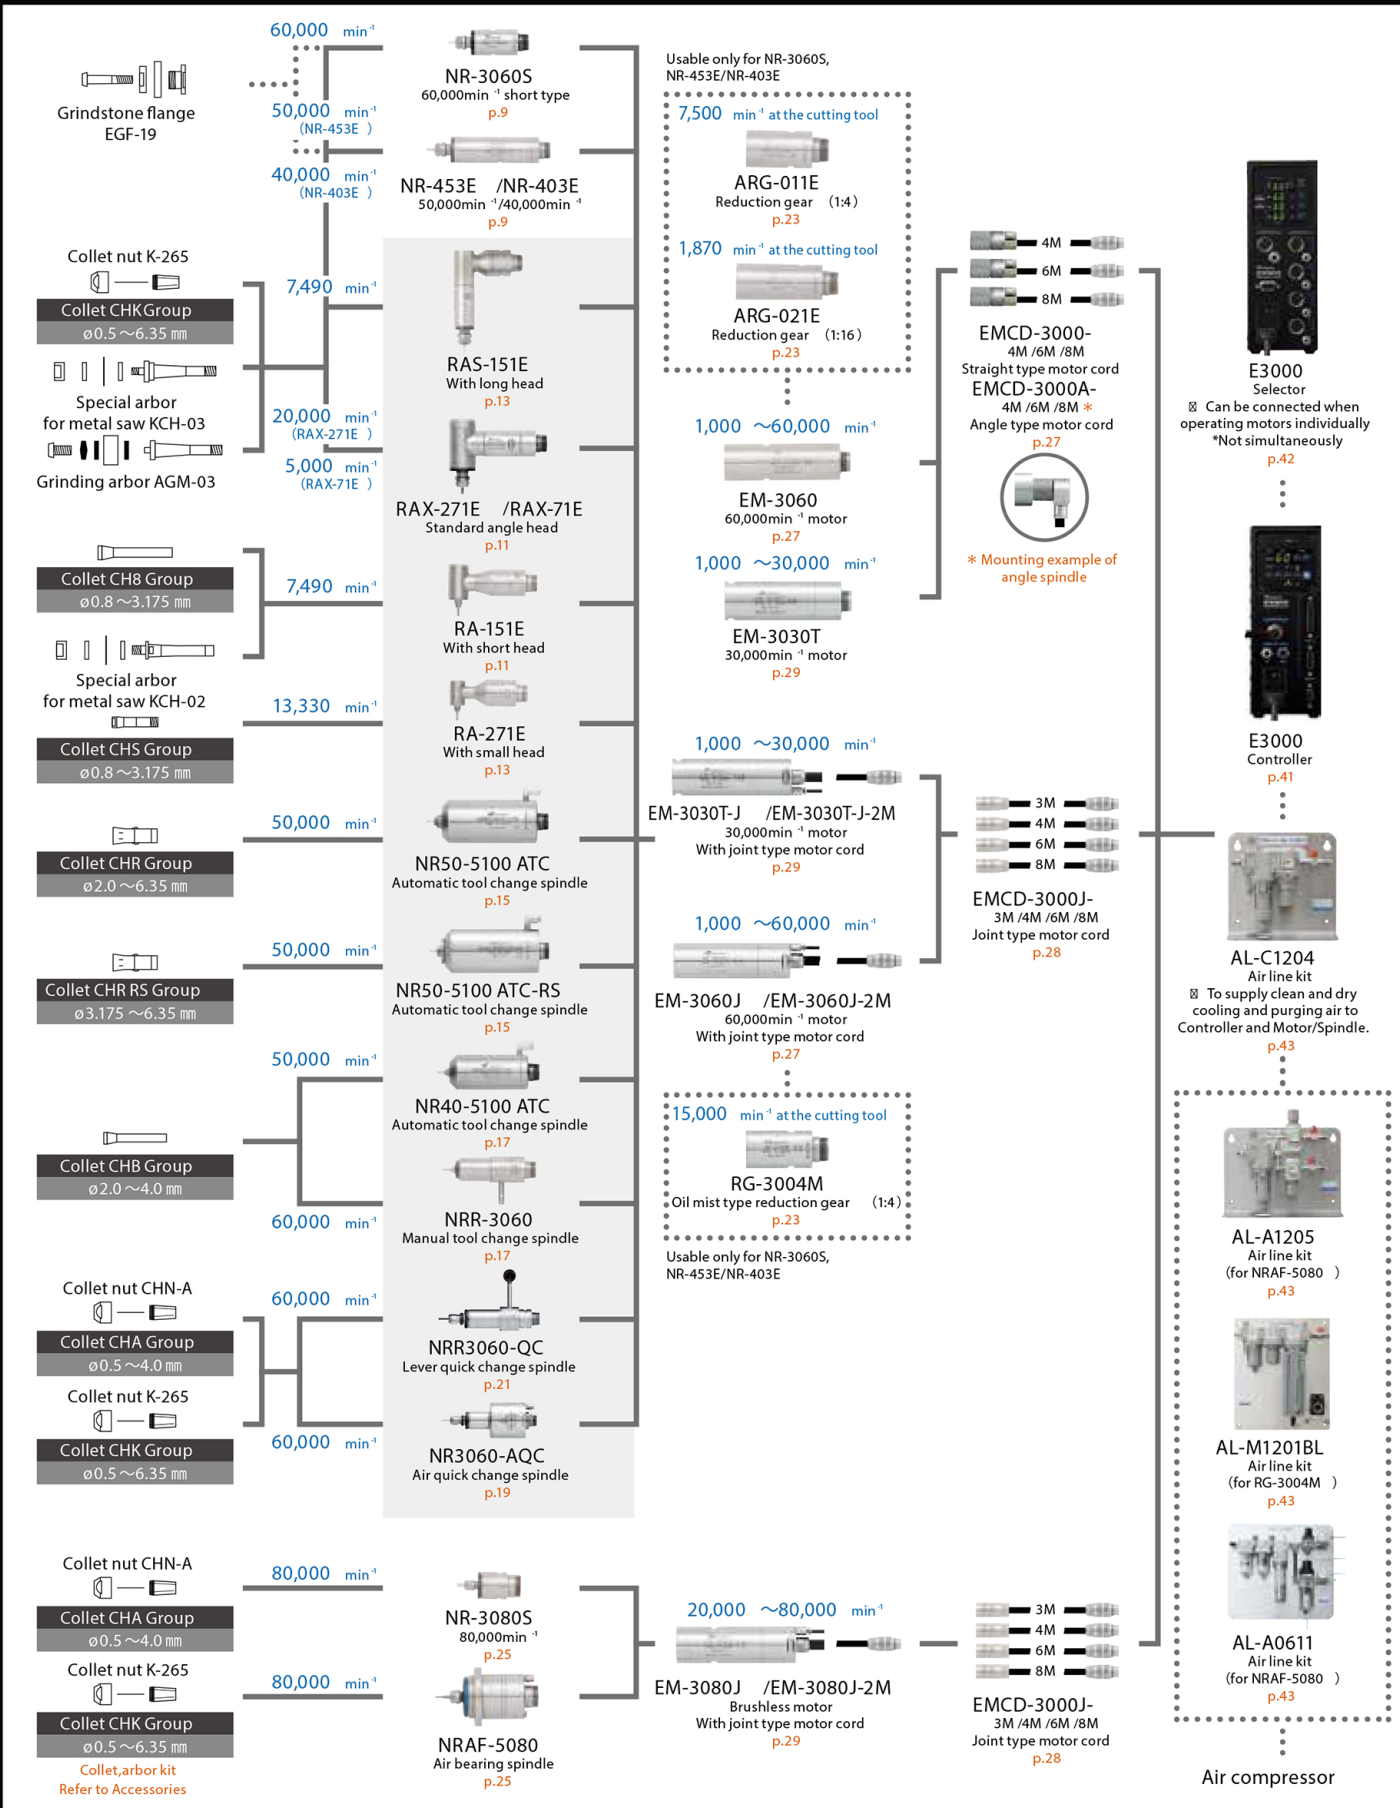 60,000 min⁻¹
Grindstone flange
EGF-19
50,000 min⁻¹
(NR-453E )
40,000 min⁻¹
(NR-403E )
NR-3060S
60,000min ⁻¹ short type
p.9
NR-453E /NR-403E
50,000min ⁻¹/40,000min ⁻¹
p.9
Collet nut K-265
Collet CHK Group
ø0.5～6.35 ㎜
Special arbor
for metal saw KCH-03
Grinding arbor AGM-03
7,490 min⁻¹
20,000 min⁻¹
(RAX-271E )
5,000 min⁻¹
(RAX-71E )
RAS-151E
With long head
p.13
RAX-271E /RAX-71E
Standard angle head
p.11
Collet CH8 Group
ø0.8～3.175 ㎜
Special arbor
for metal saw KCH-02
7,490 min⁻¹
RA-151E
With short head
p.11
Collet CHS Group
ø0.8～3.175 ㎜
13,330 min⁻¹
RA-271E
With small head
p.13
Collet CHR Group
ø2.0～6.35 ㎜
50,000 min⁻¹
NR50-5100 ATC
Automatic tool change spindle
p.15
Collet CHR RS Group
ø3.175～6.35 ㎜
50,000 min⁻¹
NR50-5100 ATC-RS
Automatic tool change spindle
p.15
Collet CHB Group
ø2.0～4.0 ㎜
50,000 min⁻¹
60,000 min⁻¹
NR40-5100 ATC
Automatic tool change spindle
p.17
NRR-3060
Manual tool change spindle
p.17
Collet nut CHN-A
Collet CHA Group
ø0.5～4.0 ㎜
Collet nut K-265
Collet CHK Group
ø0.5～6.35 ㎜
60,000 min⁻¹
60,000 min⁻¹
NRR3060-QC
Lever quick change spindle
p.21
NR3060-AQC
Air quick change spindle
p.19
Collet nut CHN-A
Collet CHA Group
ø0.5～4.0 ㎜
Collet nut K-265
Collet CHK Group
ø0.5～6.35 ㎜
Collet,arbor kit
Refer to Accessories
80,000 min⁻¹
80,000 min⁻¹
NR-3080S
80,000min ⁻¹
p.25
NRAF-5080
Air bearing spindle
p.25
Usable only for NR-3060S,
NR-453E/NR-403E
7,500 min⁻¹ at the cutting tool
ARG-011E
Reduction gear (1:4)
p.23
1,870 min⁻¹ at the cutting tool
ARG-021E
Reduction gear (1:16)
p.23
1,000 ～60,000 min⁻¹
EM-3060
60,000min ⁻¹ motor
p.27
1,000 ～30,000 min⁻¹
EM-3030T
30,000min ⁻¹ motor
p.29
1,000 ～30,000 min⁻¹
EM-3030T-J /EM-3030T-J-2M
30,000min ⁻¹ motor
With joint type motor cord
p.29
1,000 ～60,000 min⁻¹
EM-3060J /EM-3060J-2M
60,000min ⁻¹ motor
With joint type motor cord
p.27
15,000 min⁻¹ at the cutting tool
RG-3004M
Oil mist type reduction gear (1:4)
p.23
Usable only for NR-3060S,
NR-453E/NR-403E
20,000 ～80,000 min⁻¹
EM-3080J /EM-3080J-2M
Brushless motor
With joint type motor cord
p.29
4M
6M
8M
EMCD-3000-
4M /6M /8M
Straight type motor cord
EMCD-3000A-
4M /6M /8M ＊
Angle type motor cord
p.27
＊ Mounting example of
angle spindle
3M
4M
6M
8M
EMCD-3000J-
3M /4M /6M /8M
Joint type motor cord
p.28
3M
4M
6M
8M
EMCD-3000J-
3M /4M /6M /8M
Joint type motor cord
p.28
E3000
Selector
Can be connected when
operating motors individually
*Not simultaneously
p.42
E3000
Controller
p.41
AL-C1204
Air line kit
To supply clean and dry
cooling and purging air to
Controller and Motor/Spindle.
p.43
AL-A1205
Air line kit
(for NRAF-5080 )
p.43
AL-M1201BL
Air line kit
(for RG-3004M )
p.43
AL-A0611
Air line kit
(for NRAF-5080 )
p.43
Air compressor